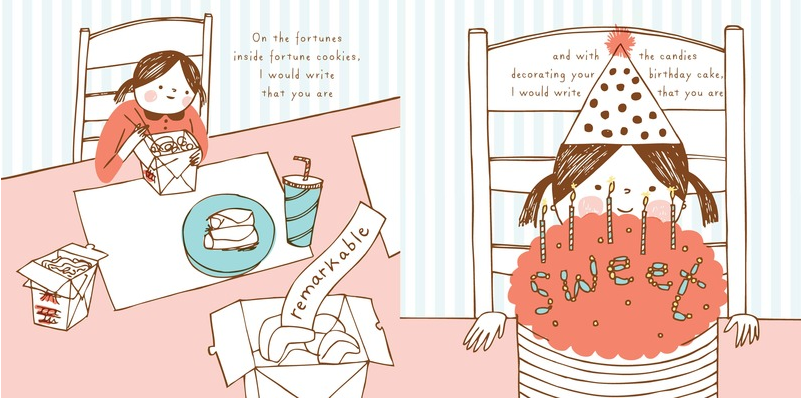 On the fortunes
inside fortune cookies,
I would write
that you are
remarkable
and with the candies
decorating your birthday cake,
I would write that you are
sweet